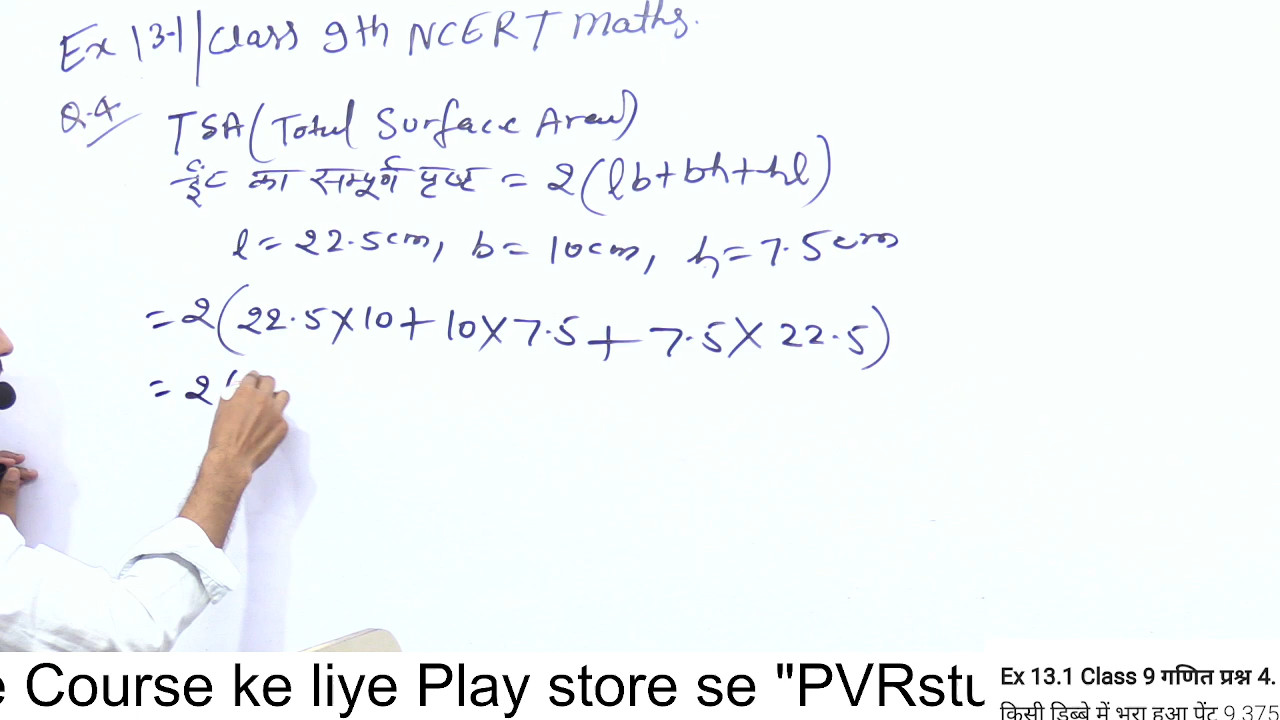 Ex 13.1 | Class 9th NCERT Maths.
Q.4 TSA (Total Surface Area)
ईंट का सम्पूर्ण पृष्ठ = 2(lb+bh+hl)
l = 22.5cm, b = 10cm, h = 7.5cm
= 2(22.5×10+10×7.5+7.5×22.5)
= 2(
e Course ke liye Play store se "PVRstu
Ex 13.1 Class 9 गणित प्रश्न 4.
किसी डिब्बे में भरा हुआ पेंट 9.375